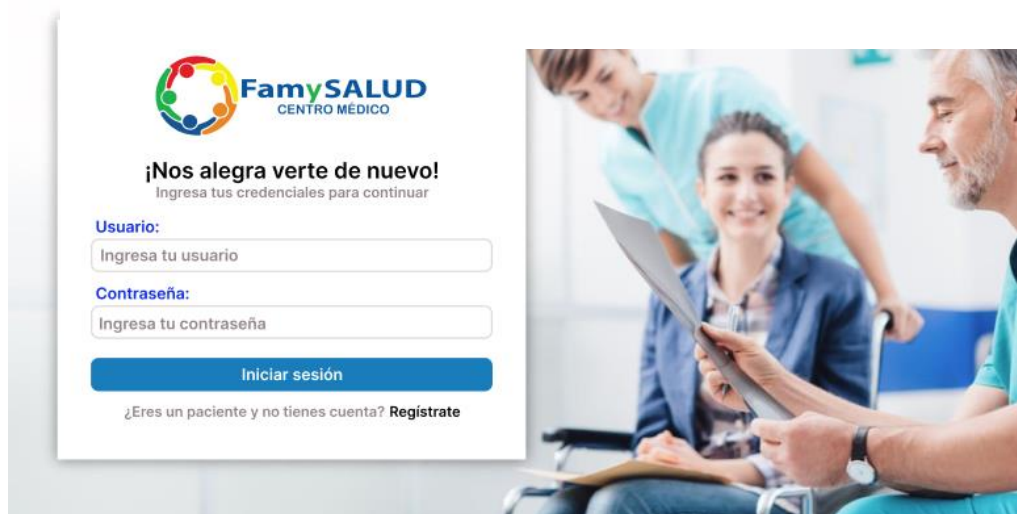 FamySALUD
CENTRO MÉDICO
¡Nos alegra verte de nuevo!
Ingresa tus credenciales para continuar
Usuario:
Ingresa tu usuario
Contraseña:
Ingresa tu contraseña
Iniciar sesión
¿Eres un paciente y no tienes cuenta? Regístrate